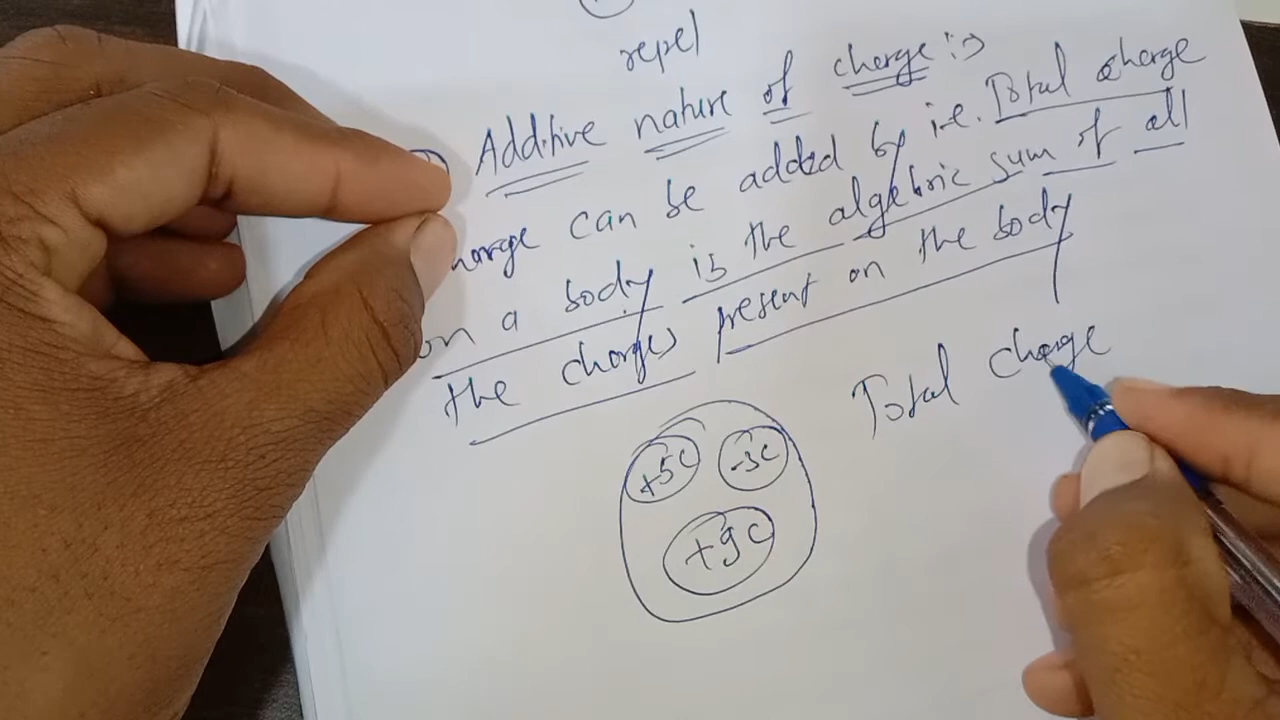 repel
Additive nature of charge :->
charge can be added by i.e. Total charge
on a body is the algebric sum of all
the charges present on the body
Total charge
+5C -3C
+9C